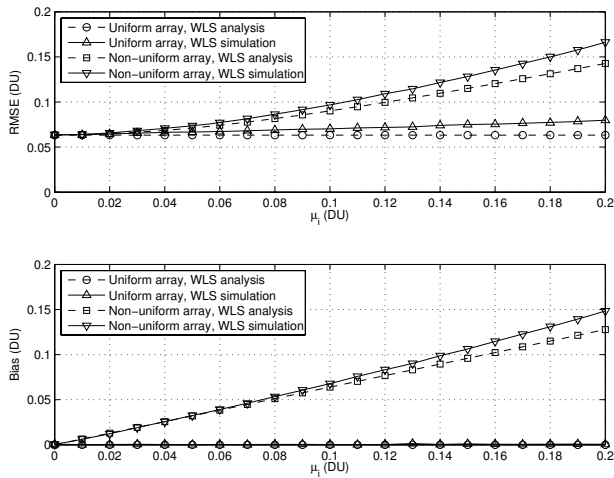 0.2
0.15
0.1
0.05
0
RMSE (DU)
Uniform array, WLS analysis
Uniform array, WLS simulation
Non-uniform array, WLS analysis
Non-uniform array, WLS simulation
0 0.02 0.04 0.06 0.08 0.1 0.12 0.14 0.16 0.18 0.2
μi (DU)
0.2
0.15
0.1
0.05
0
Bias (DU)
Uniform array, WLS analysis
Uniform array, WLS simulation
Non-uniform array, WLS analysis
Non-uniform array, WLS simulation
0 0.02 0.04 0.06 0.08 0.1 0.12 0.14 0.16 0.18 0.2
μi (DU)